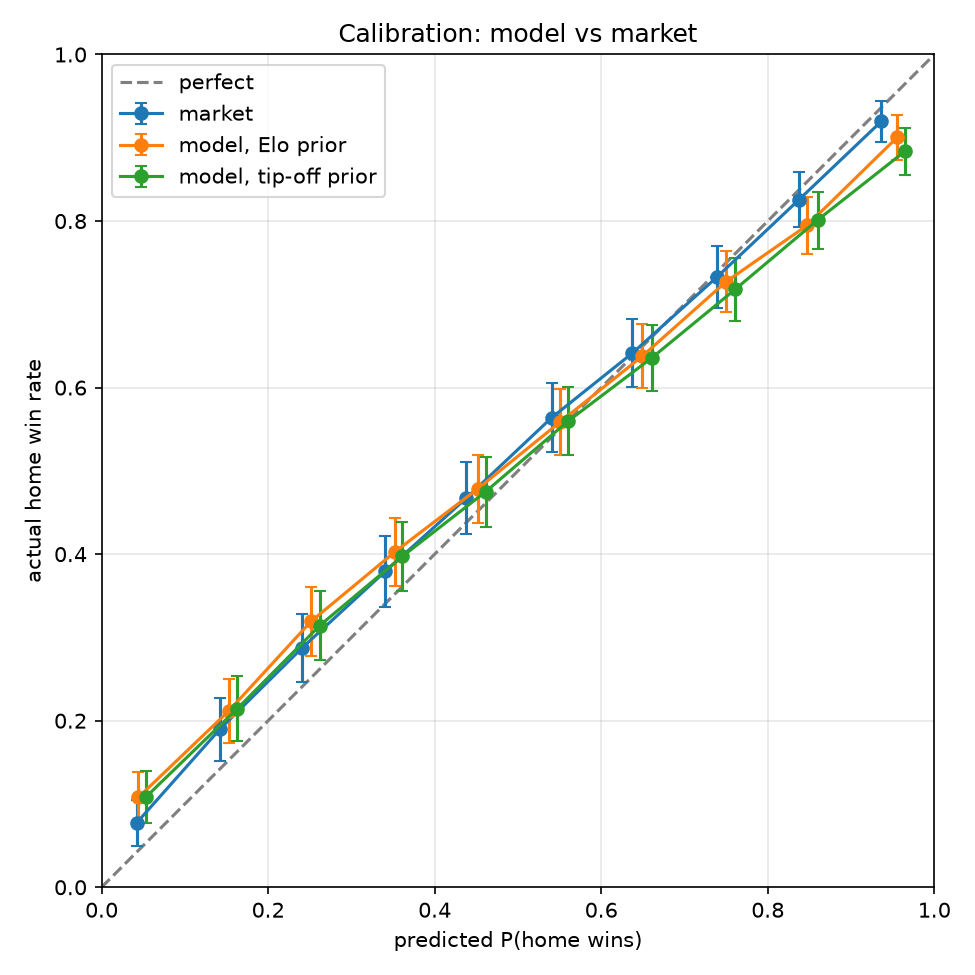 Calibration: model vs market
perfect
market
model, Elo prior
model, tip-off prior
actual home win rate
1.0
0.8
0.6
0.4
0.2
0.0
0.0 0.2 0.4 0.6 0.8 1.0
predicted P(home wins)